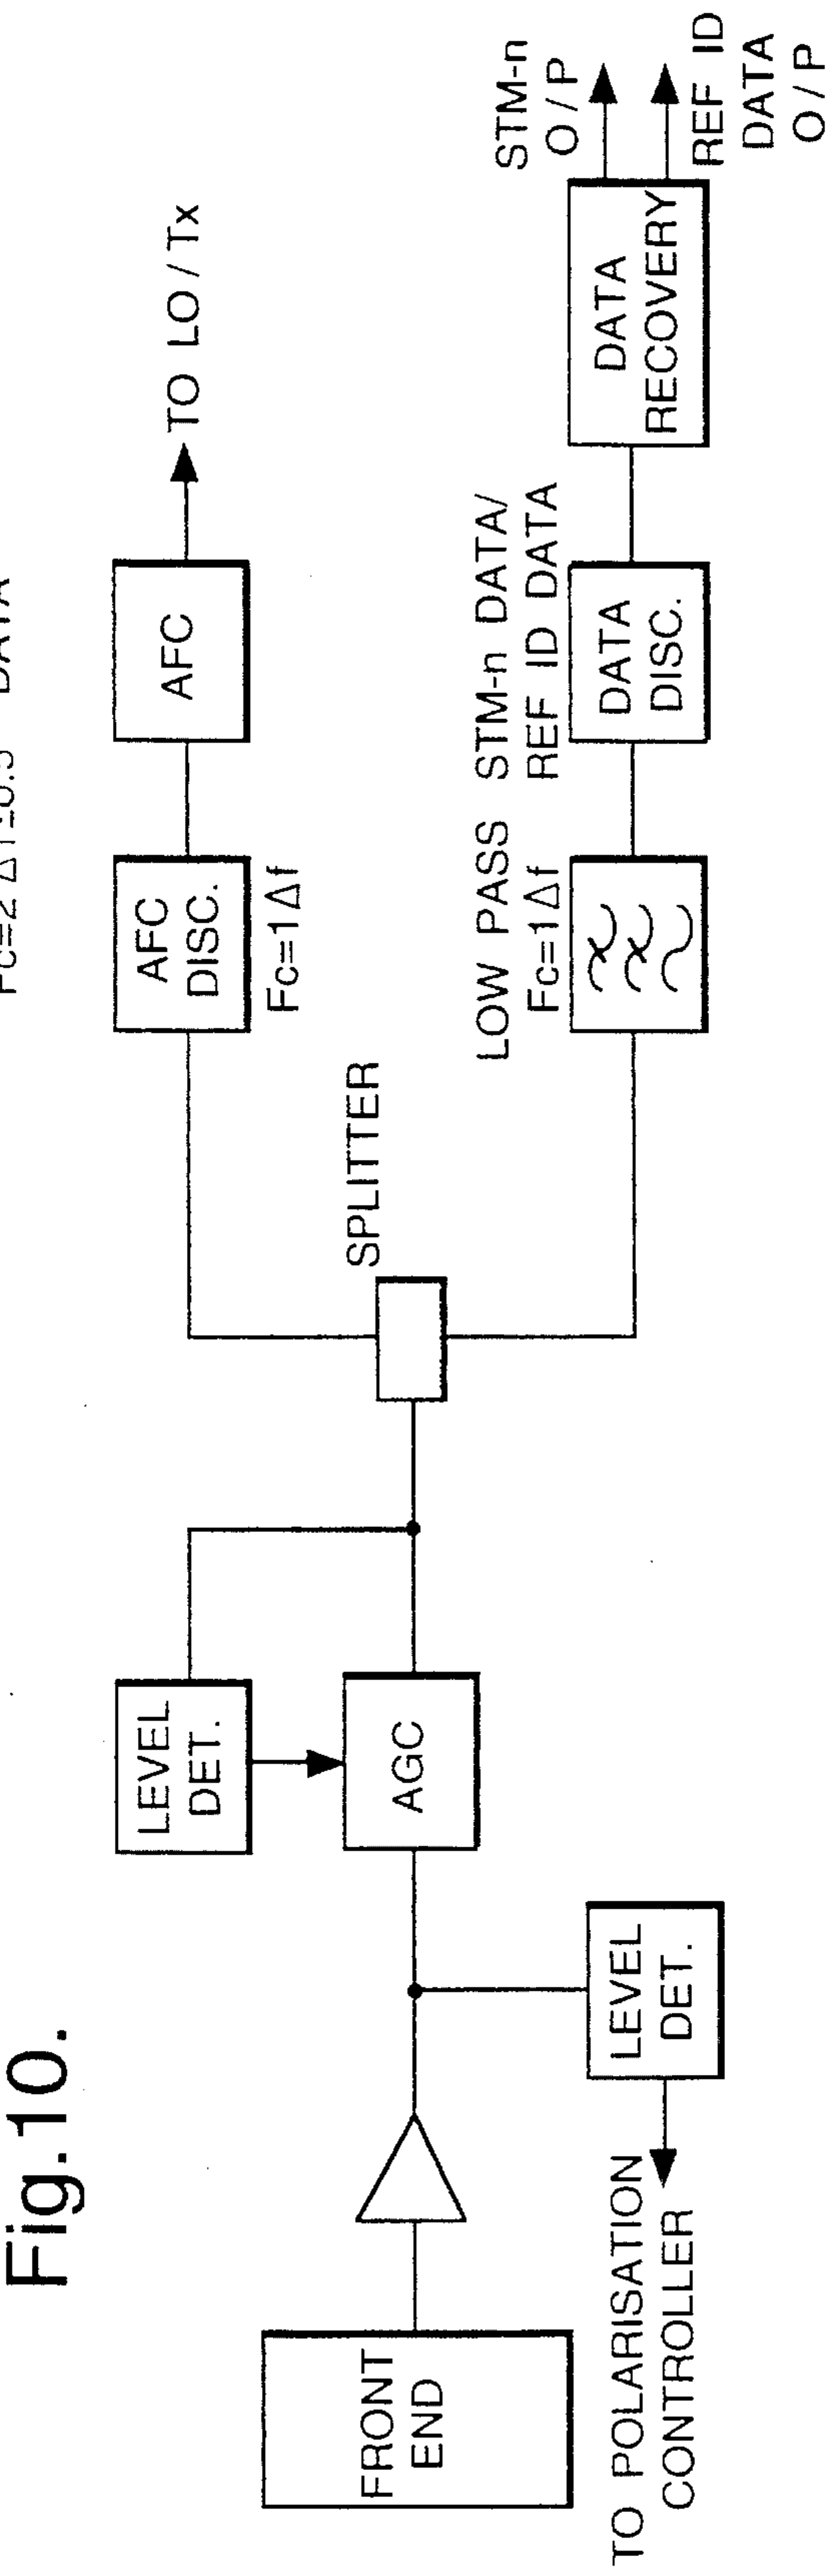 Fig.10.
FRONT
END
TO POLARISATION
CONTROLLER
LEVEL
DET.
LEVEL
DET.
AGC
SPLITTER
AFC
DISC.
Fc=1Δf
AFC
TO LO/Tx
LOW PASS
Fc=1Δf
STM-n DATA/
REF ID DATA
DATA
DISC.
DATA
RECOVERY
STM-n
O/P
REF ID
DATA
O/P